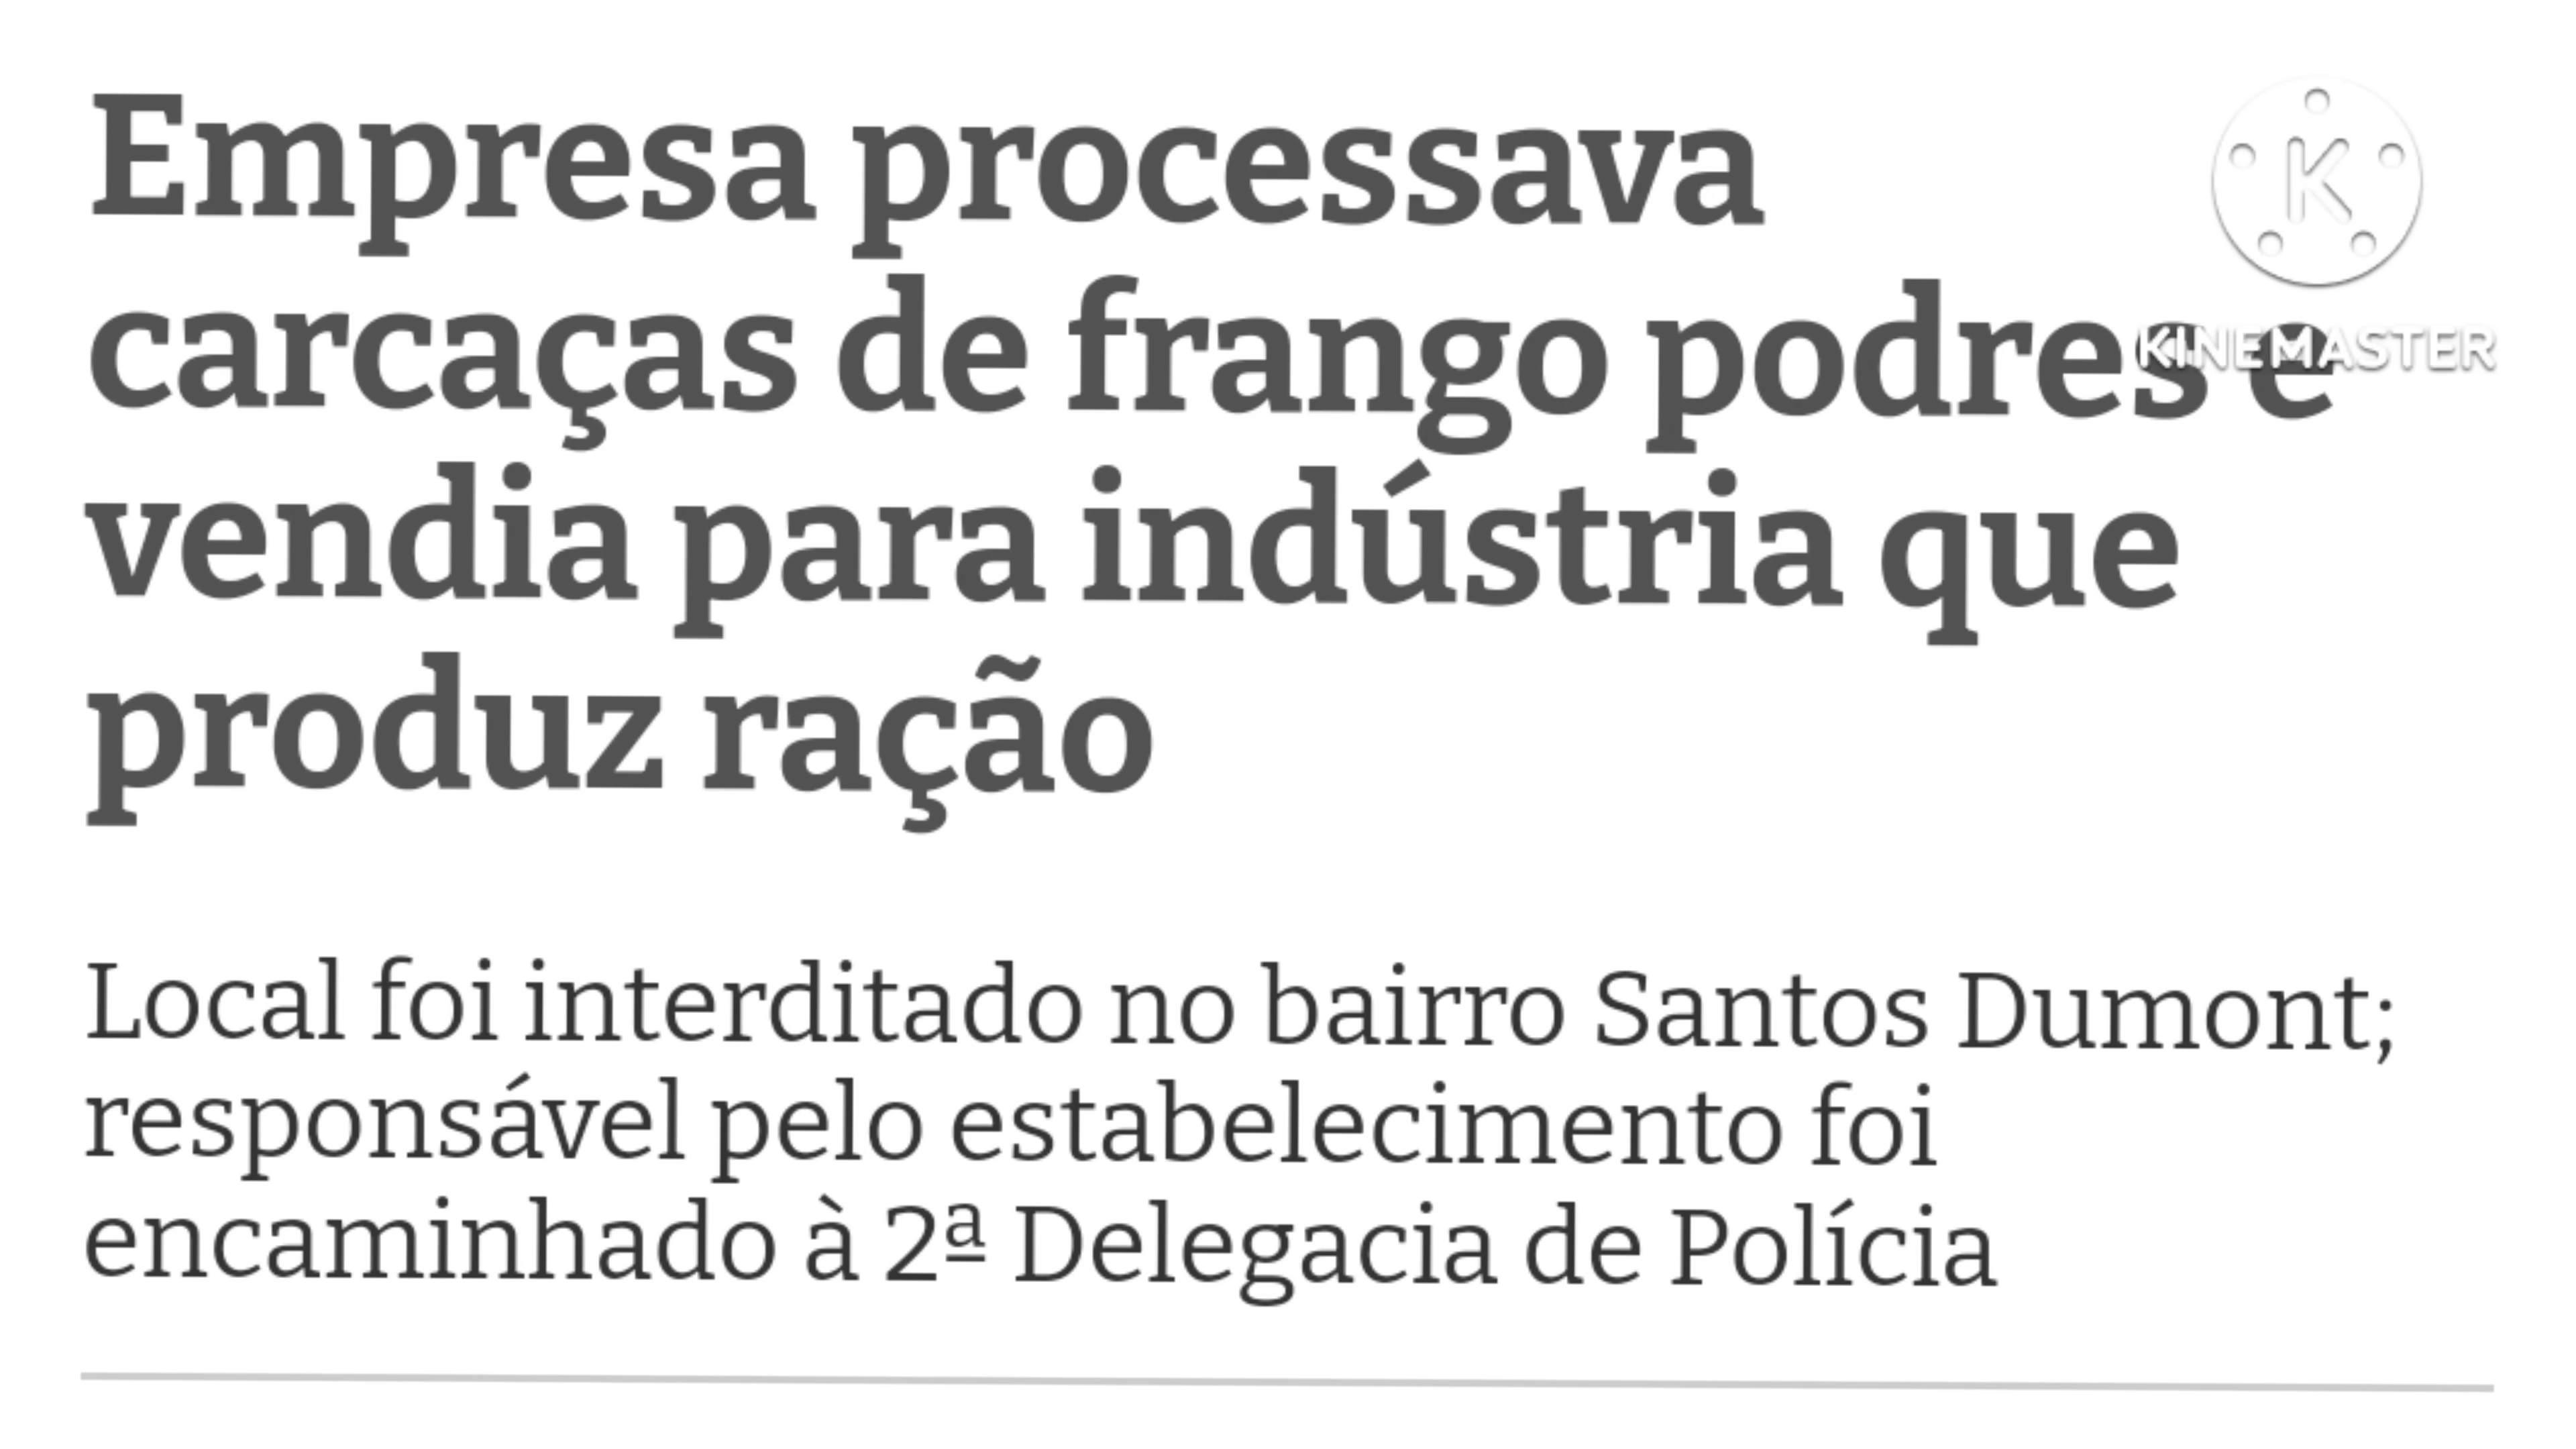 Empresa processava
carcaças de frango podres e
vendia para indústria que
produz ração
Local foi interditado no bairro Santos Dumont;
responsável pelo estabelecimento foi
encaminhado à 2ª Delegacia de Polícia
K
KINEMASTER